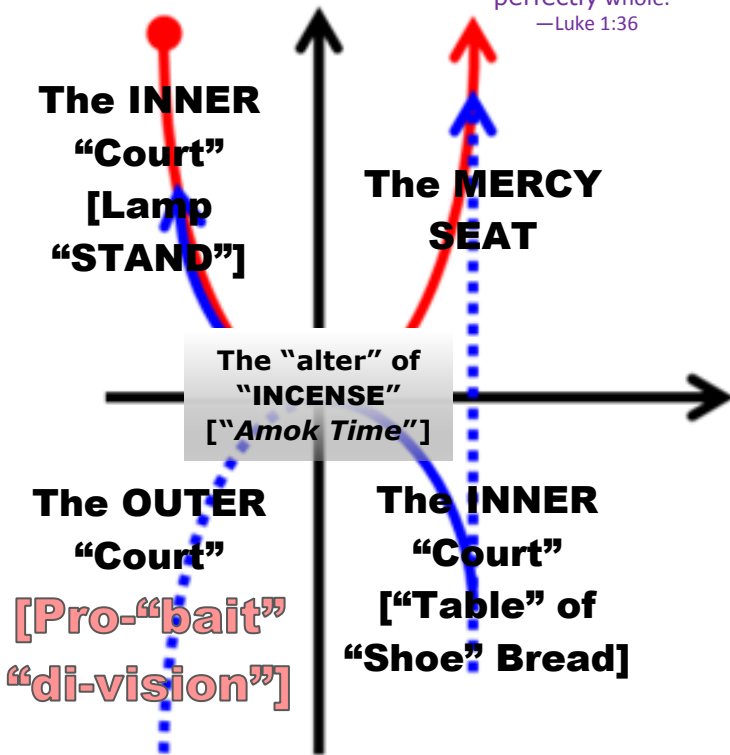 perfectly whole.
—Luke 1:36
The INNER
“Court”
[Lamp
“STAND”]
The MERCY
SEAT
The “alter” of
“INCENSE”
[“Amok Time”]
The OUTER
“Court”
[Pro-“bait”
“di-vision”]
The INNER
“Court”
[“Table” of
“Shoe” Bread]